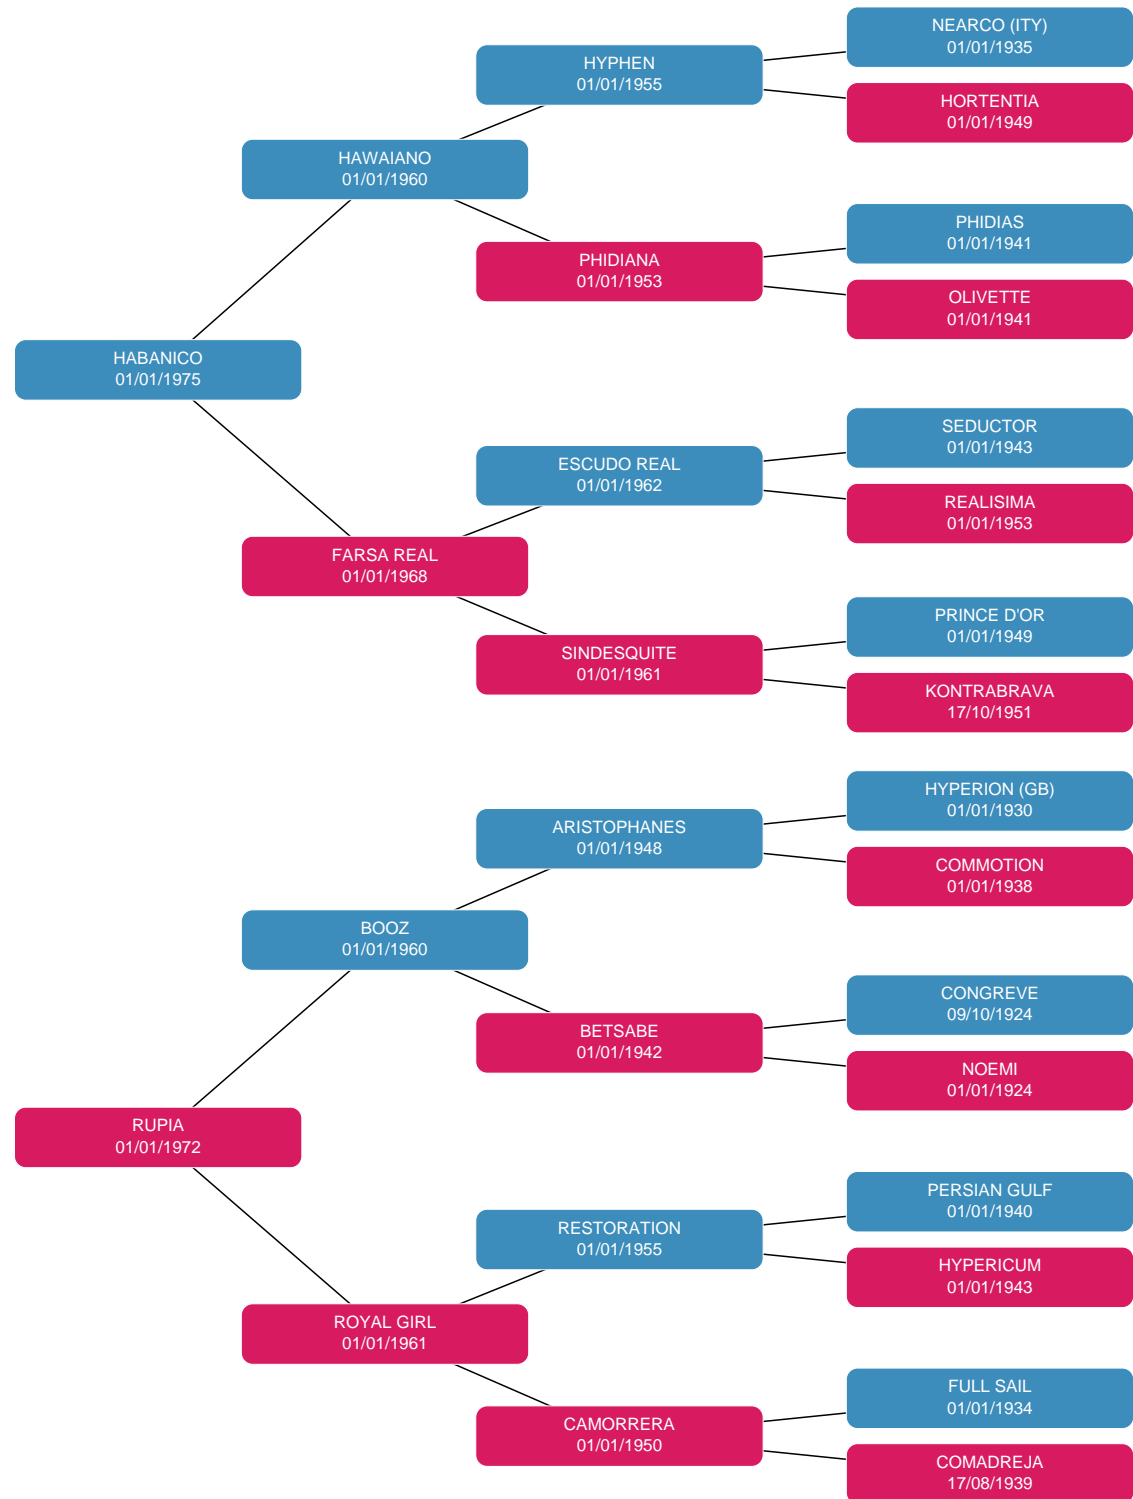 NEARCO (ITY)
01/01/1935
HYPHEN
01/01/1955
HORTENTIA
01/01/1949
HAWAIANO
01/01/1960
PHIDIAS
01/01/1941
PHIDIANA
01/01/1953
OLIVETTE
01/01/1941
HABANICO
01/01/1975
SEDUCTOR
01/01/1943
ESCUDO REAL
01/01/1962
REALISIMA
01/01/1953
FARSA REAL
01/01/1968
PRINCE D'OR
01/01/1949
SINDESQUITE
01/01/1961
KONTRABRAVA
17/10/1951
HYPERION (GB)
01/01/1930
ARISTOPHANES
01/01/1948
COMMOTION
01/01/1938
BOOZ
01/01/1960
CONGREVE
09/10/1924
BETSABE
01/01/1942
NOEMI
01/01/1924
RUPIA
01/01/1972
PERSIAN GULF
01/01/1940
RESTORATION
01/01/1955
HYPERICUM
01/01/1943
ROYAL GIRL
01/01/1961
FULL SAIL
01/01/1934
CAMORRERA
01/01/1950
COMADREJA
17/08/1939